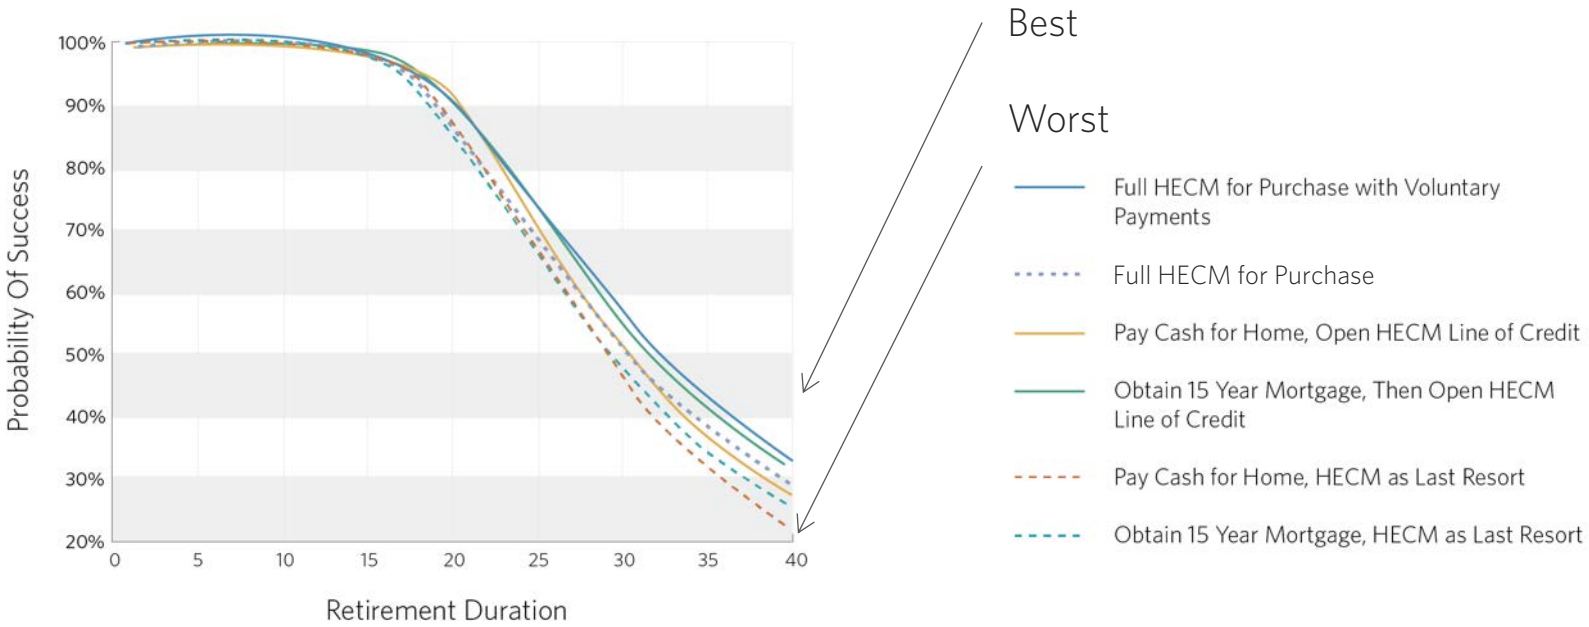 Best
Worst
100%
90%
80%
70%
60%
50%
40%
30%
20%
Probability Of Success
0
5
10
15
20
25
30
35
40
Retirement Duration
Full HECM for Purchase with Voluntary
Payments
Full HECM for Purchase
Pay Cash for Home, Open HECM Line of Credit
Obtain 15 Year Mortgage, Then Open HECM
Line of Credit
Pay Cash for Home, HECM as Last Resort
Obtain 15 Year Mortgage, HECM as Last Resort